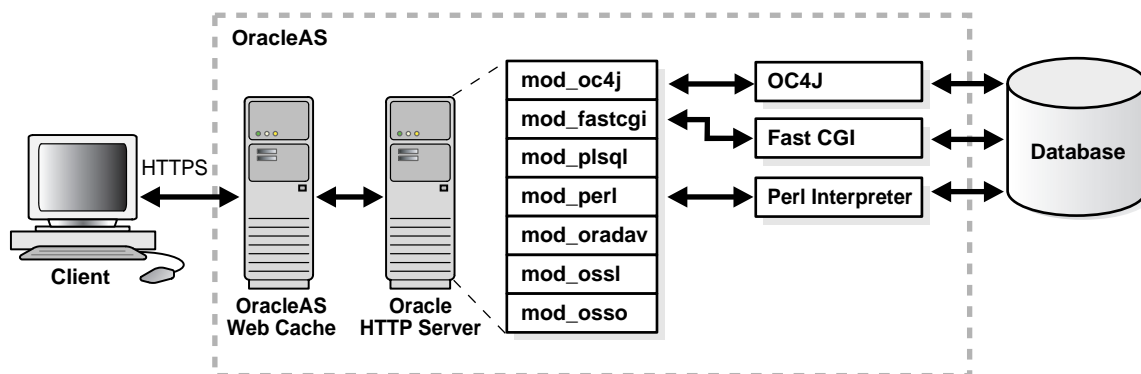 OracleAS
HTTPS
Client
OracleAS
Web Cache
Oracle
HTTP Server
mod_oc4j
mod_fastcgi
mod_plsql
mod_perl
mod_oradav
mod_ossl
mod_osso
OC4J
Fast CGI
Perl Interpreter
Database